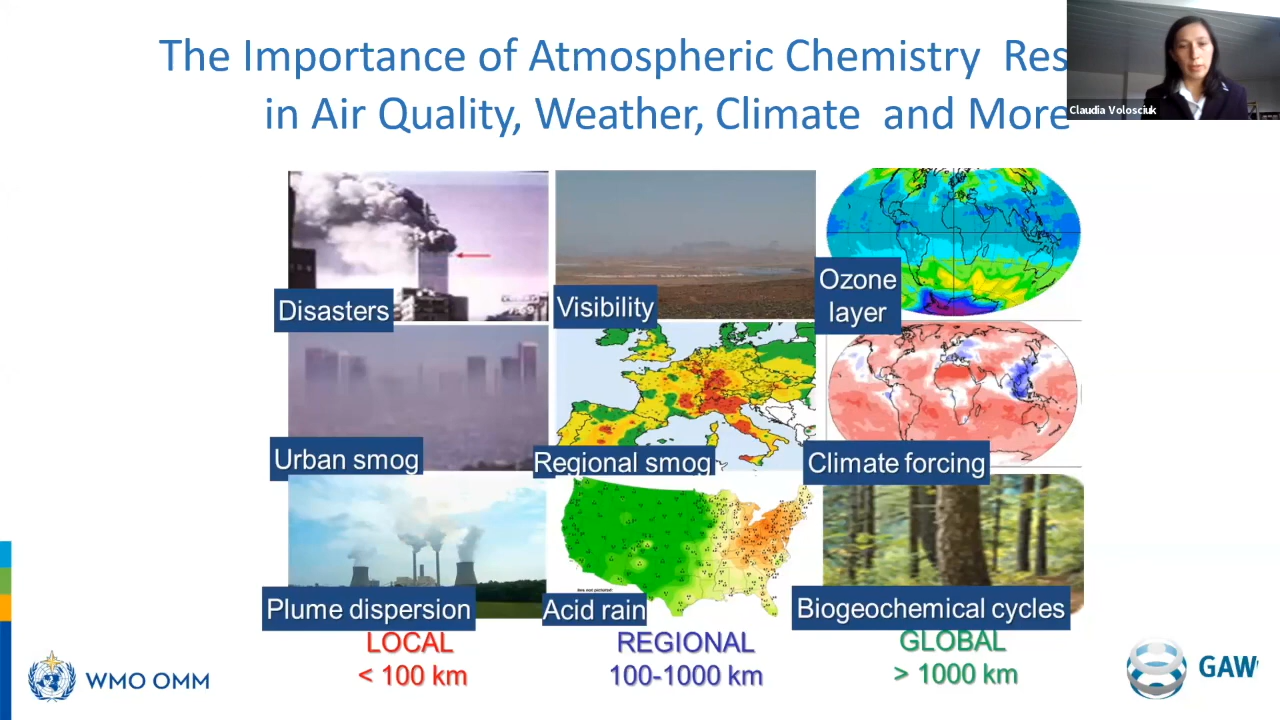 The Importance of Atmospheric Chemistry Res
in Air Quality, Weather, Climate and More
Claudia Volosciuk
Disasters
Visibility
Ozone
layer
Urban smog
Regional smog
Climate forcing
Plume dispersion
Acid rain
Biogeochemical cycles
LOCAL
< 100 km
REGIONAL
100-1000 km
GLOBAL
> 1000 km
WMO OMM
GAW